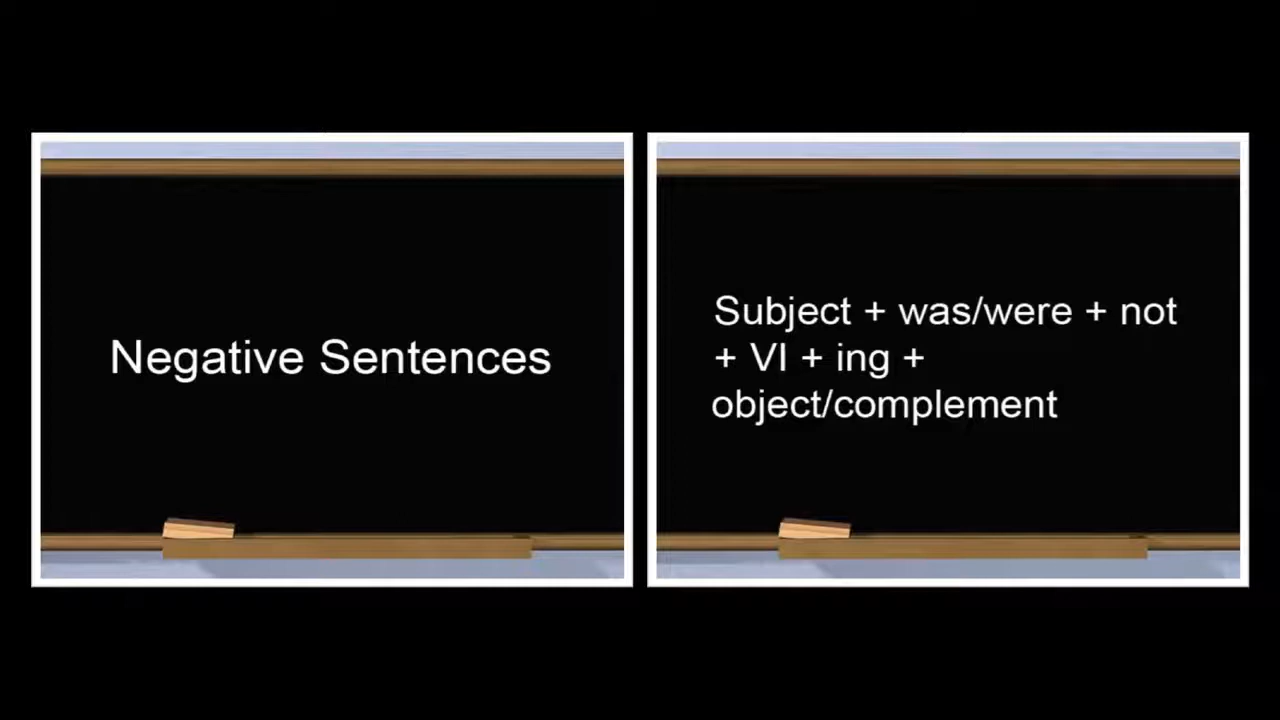 Negative Sentences
Subject + was/were + not
+ VI + ing +
object/complement